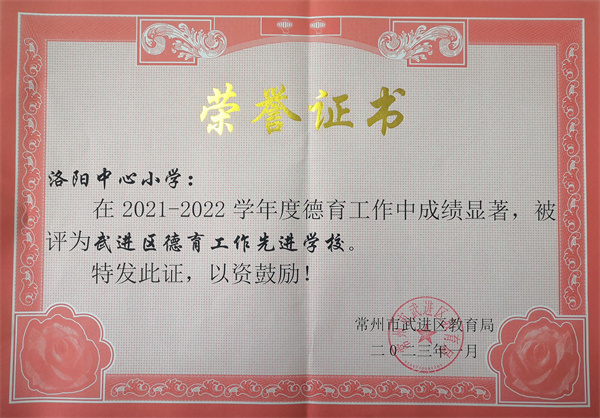 荣誉证书
洛阳中心小学：
在 2021-2022 学年度德育工作中成绩显著，被
评为武进区德育工作先进学校。
特发此证，以资鼓励！
常州市武进区教育局
二〇二三年一月